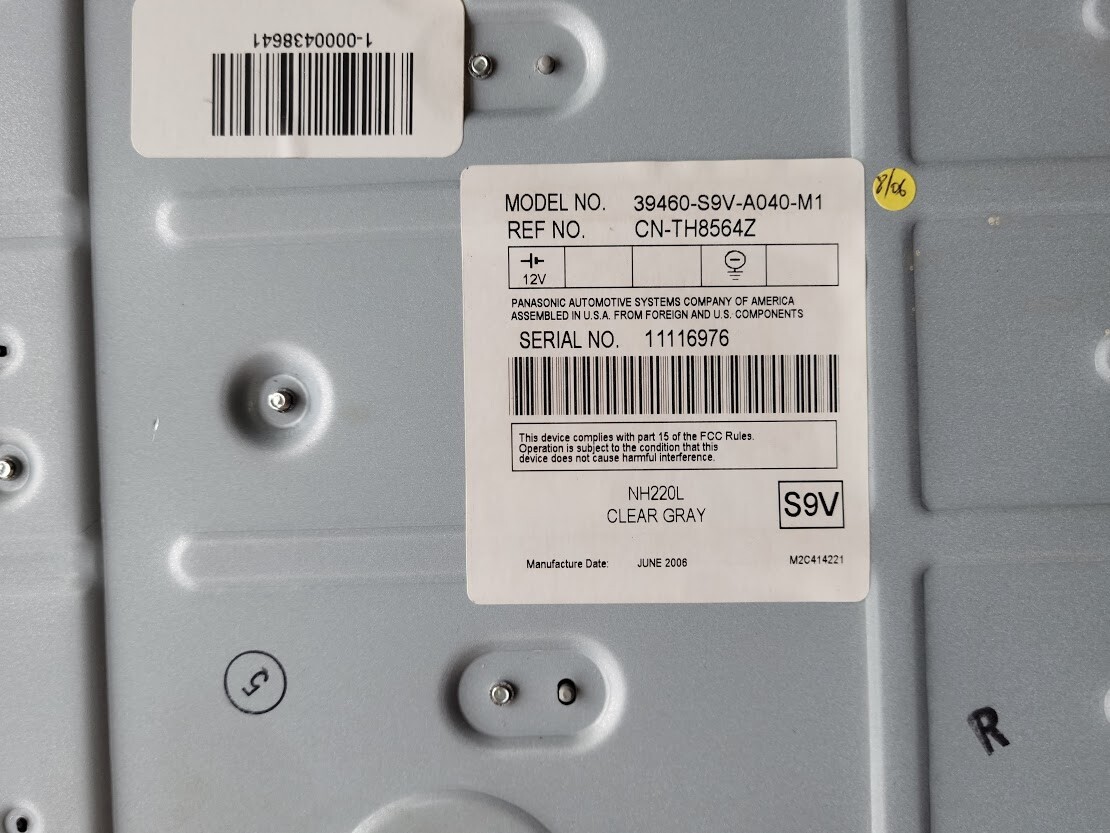 1-0000438641
8/06
MODEL NO. 39460-S9V-A040-M1
REF NO. CN-TH8564Z
12V
PANASONIC AUTOMOTIVE SYSTEMS COMPANY OF AMERICA
ASSEMBLED IN U.S.A. FROM FOREIGN AND U.S. COMPONENTS
SERIAL NO. 11116976
This device complies with part 15 of the FCC Rules.
Operation is subject to the condition that this
device does not cause harmful interference.
NH220L
CLEAR GRAY
S9V
Manufacture Date: JUNE 2006 M2C414221
5
R